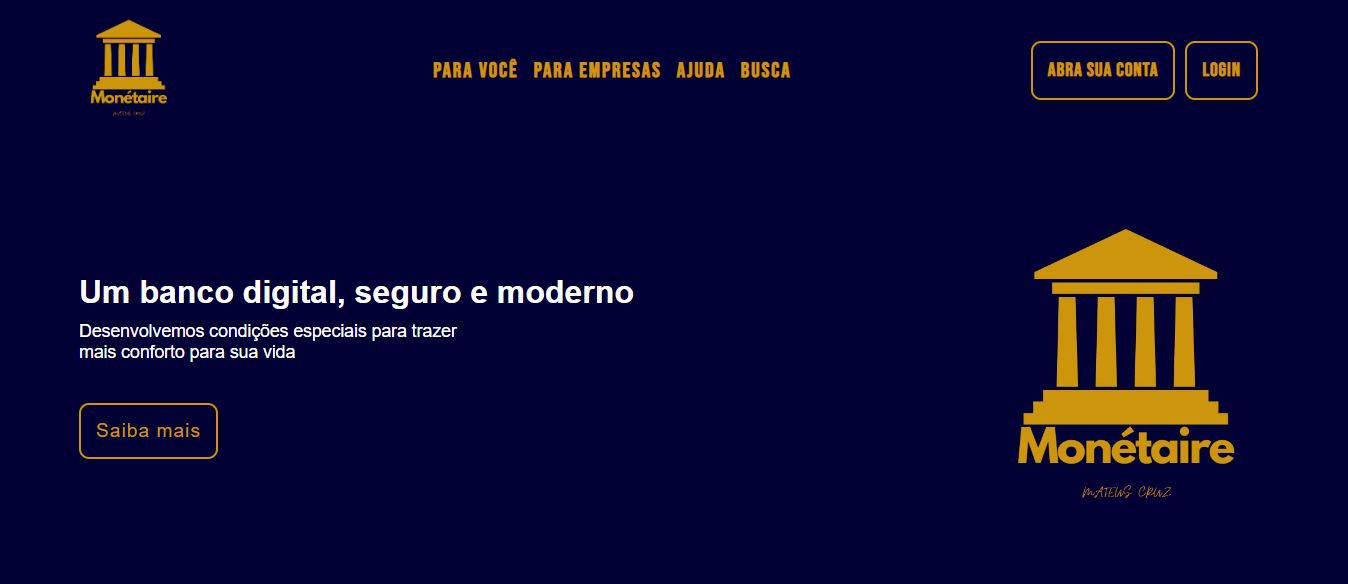 Monétaire
PARA VOCÊ PARA EMPRESAS AJUDA BUSCA
ABRA SUA CONTA
LOGIN
Um banco digital, seguro e moderno
Desenvolvemos condições especiais para trazer
mais conforto para sua vida
Saiba mais
Monétaire
MATEUS CRUZ